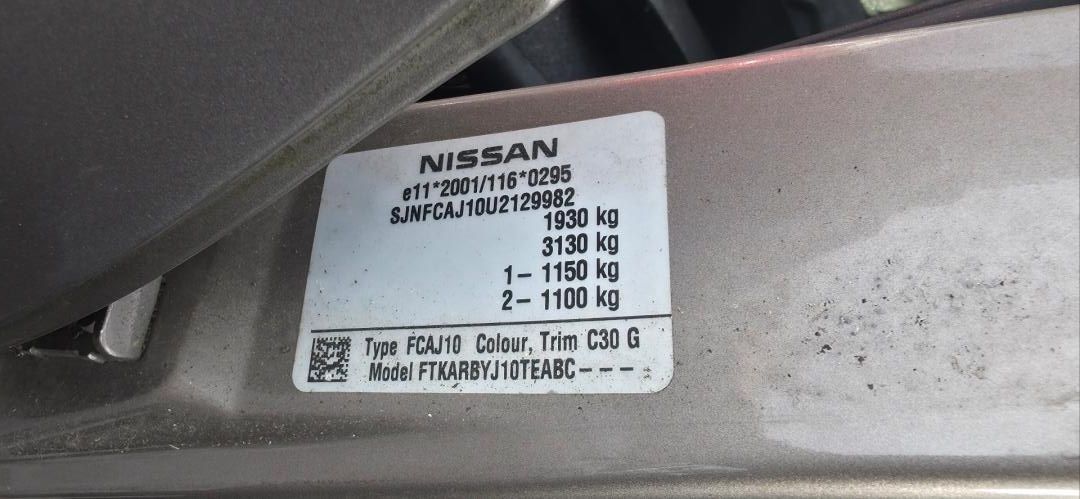 NISSAN
e11*2001/116*0295
SJNFCAJ10U2129982
1930 kg
3130 kg
1- 1150 kg
2- 1100 kg
Type FCAJ10 Colour, Trim C30 G
Model FTKARBYJ10TEABC---